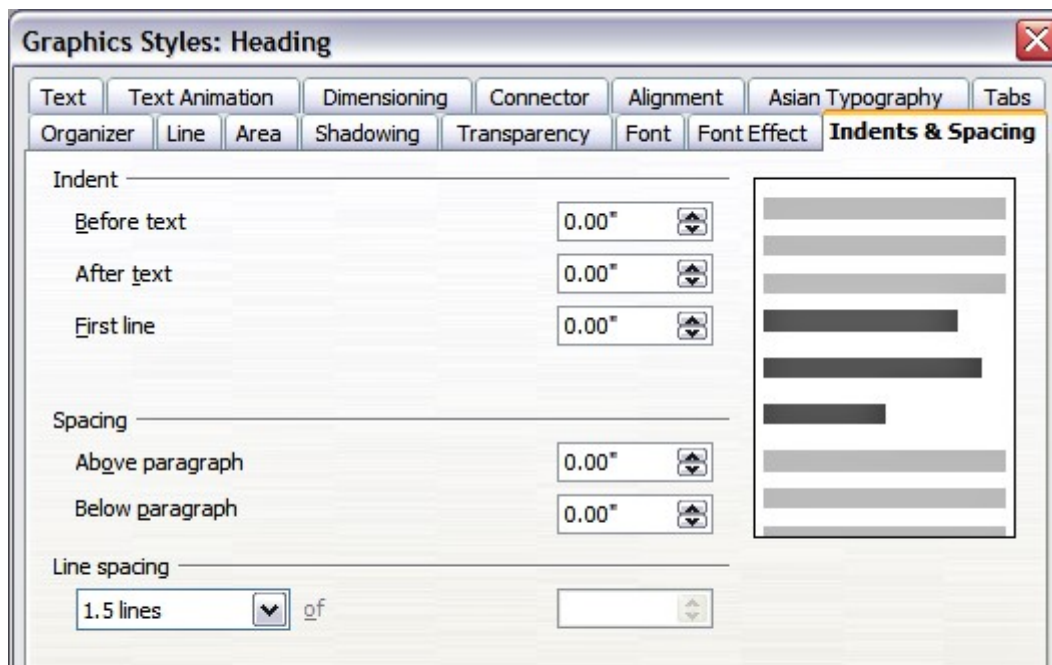 Graphics Styles: Heading
Text Text Animation Dimensioning Connector Alignment Asian Typography Tabs
Organizer Line Area Shadowing Transparency Font Font Effect Indents & Spacing
Indent
Before text 0.00"
After text 0.00"
First line 0.00"
Spacing
Above paragraph 0.00"
Below paragraph 0.00"
Line spacing
1.5 lines of